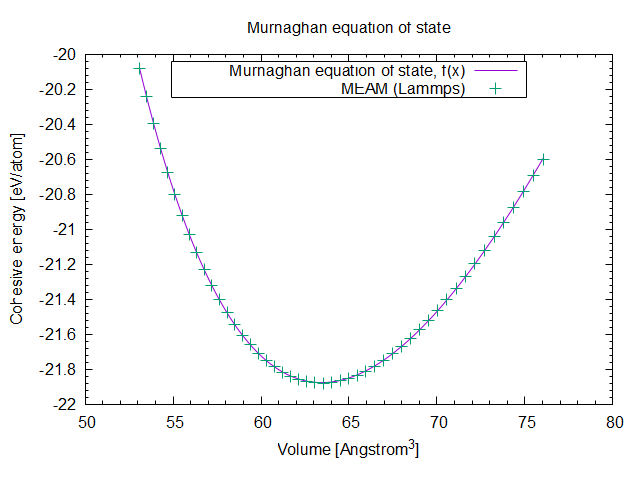 Murnaghan equation of state
Murnaghan equation of state, f(x)
MEAM (Lammps)
Cohesive energy [eV/atom]
-20
-20.2
-20.4
-20.6
-20.8
-21
-21.2
-21.4
-21.6
-21.8
-22
50 55 60 65 70 75 80
Volume [Angstrom³]